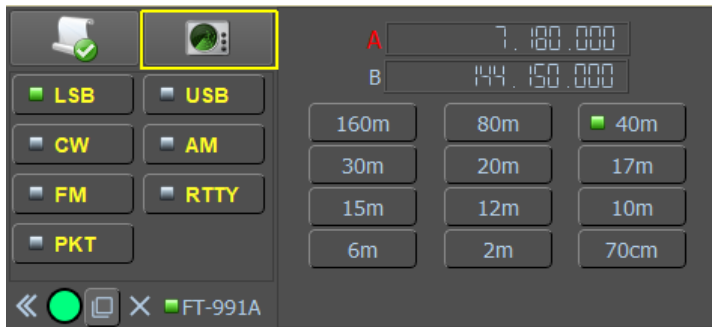 A 7.180.000
B 144.150.000
LSB USB
CW AM
FM RTTY
PKT
160m 80m 40m
30m 20m 17m
15m 12m 10m
6m 2m 70cm
FT-991A